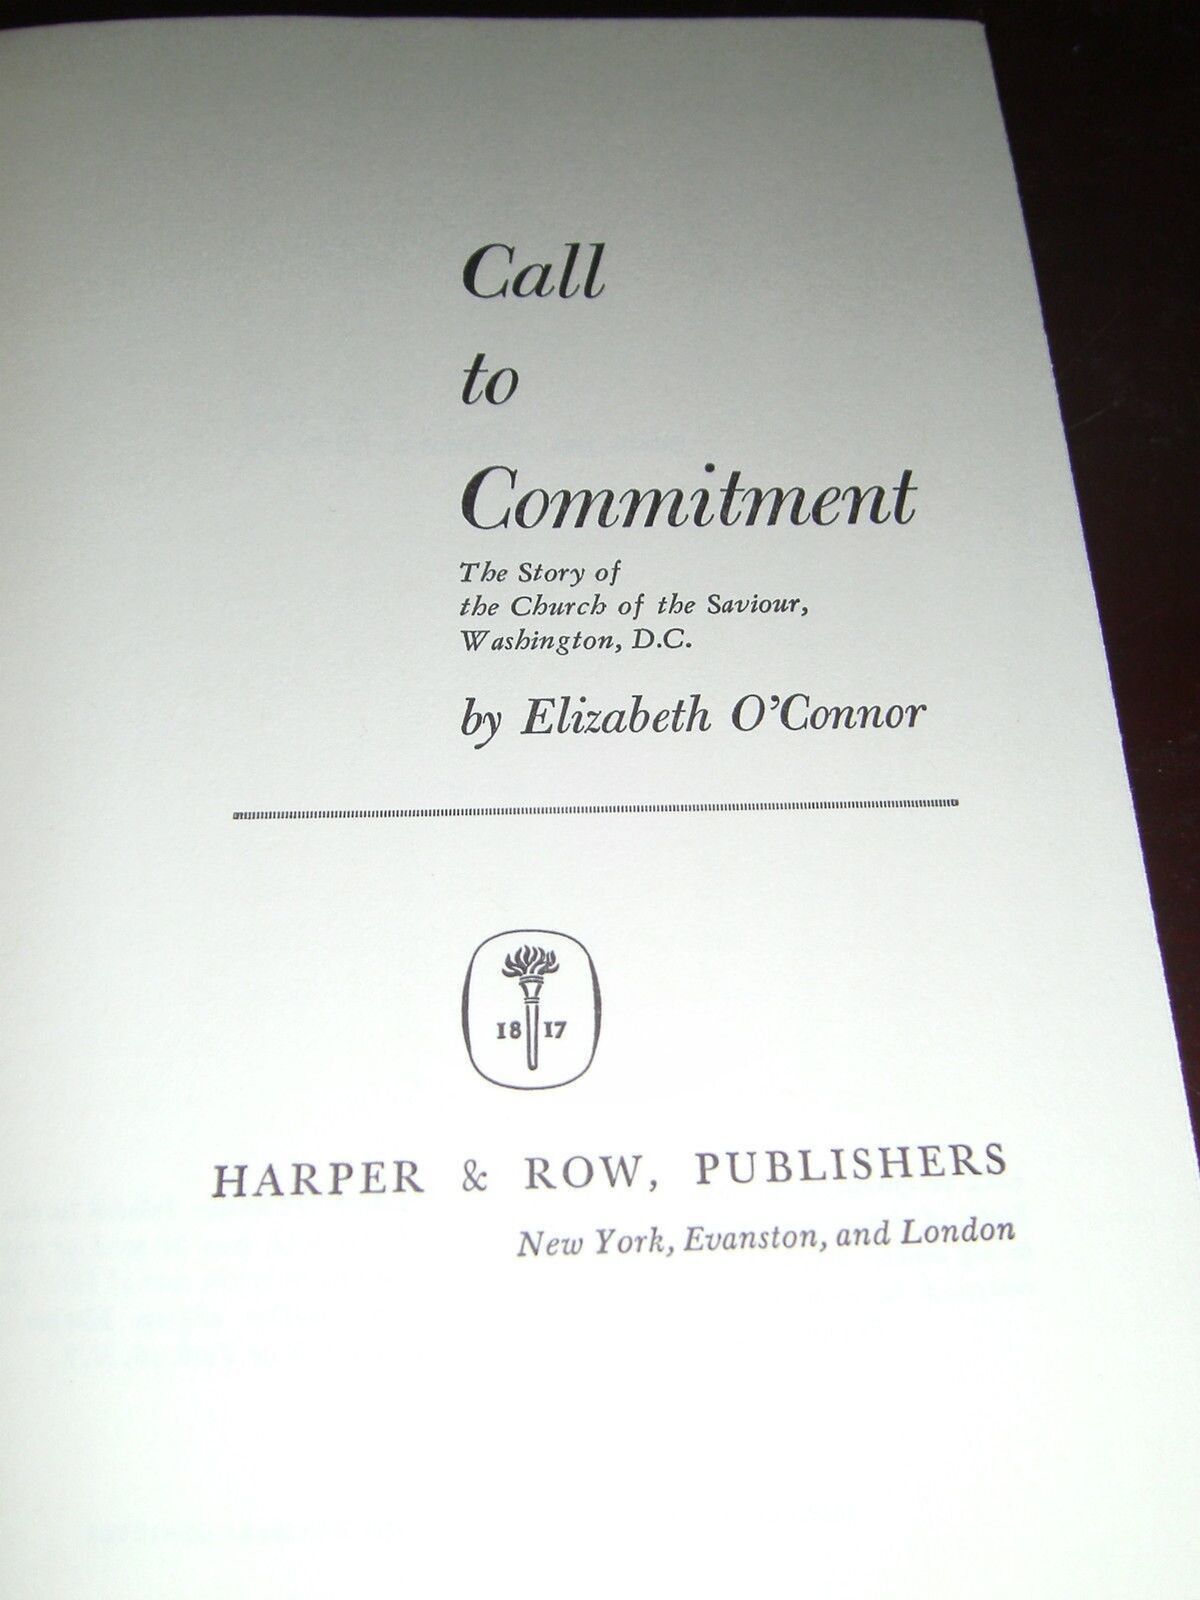 Call
to
Commitment
The Story of
the Church of the Saviour,
Washington, D.C.
by Elizabeth O'Connor
18 17
HARPER & ROW, PUBLISHERS
New York, Evanston, and London